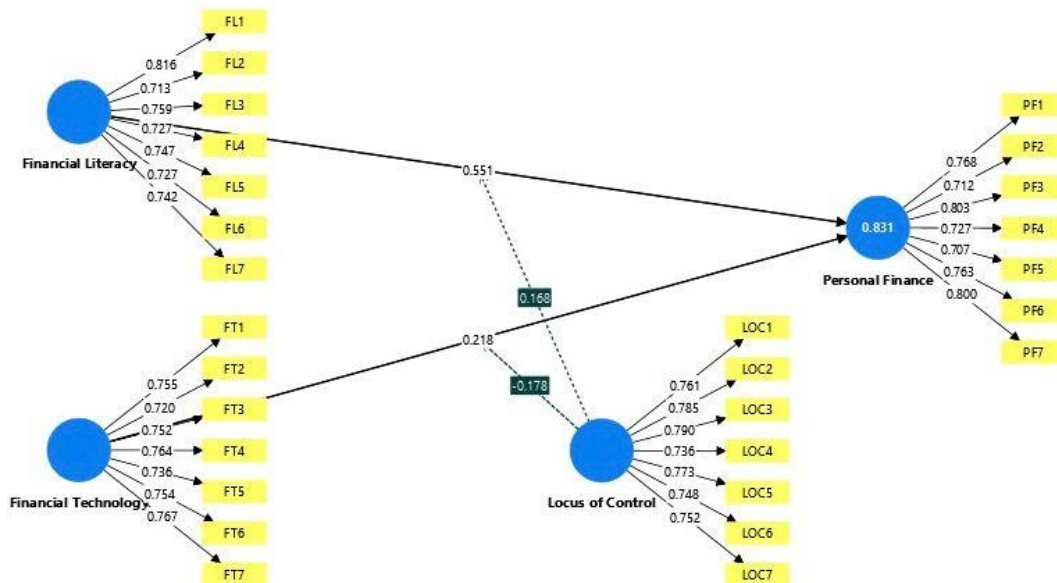 FL1
0.816
FL2
0.713
FL3
0.759
FL4
0.727
FL5
0.747
FL6
0.727
FL7
0.742
Financial Literacy
0.551
0.168
0.218
-0.178
PF1
0.768
PF2
0.712
PF3
0.803
PF4
0.727
PF5
0.707
PF6
0.763
PF7
0.800
0.831
Personal Finance
FT1
0.755
FT2
0.720
FT3
0.752
FT4
0.764
FT5
0.736
FT6
0.754
FT7
0.767
Financial Technology
LOC1
0.761
LOC2
0.785
LOC3
0.790
LOC4
0.736
LOC5
0.773
LOC6
0.748
LOC7
0.752
Locus of Control